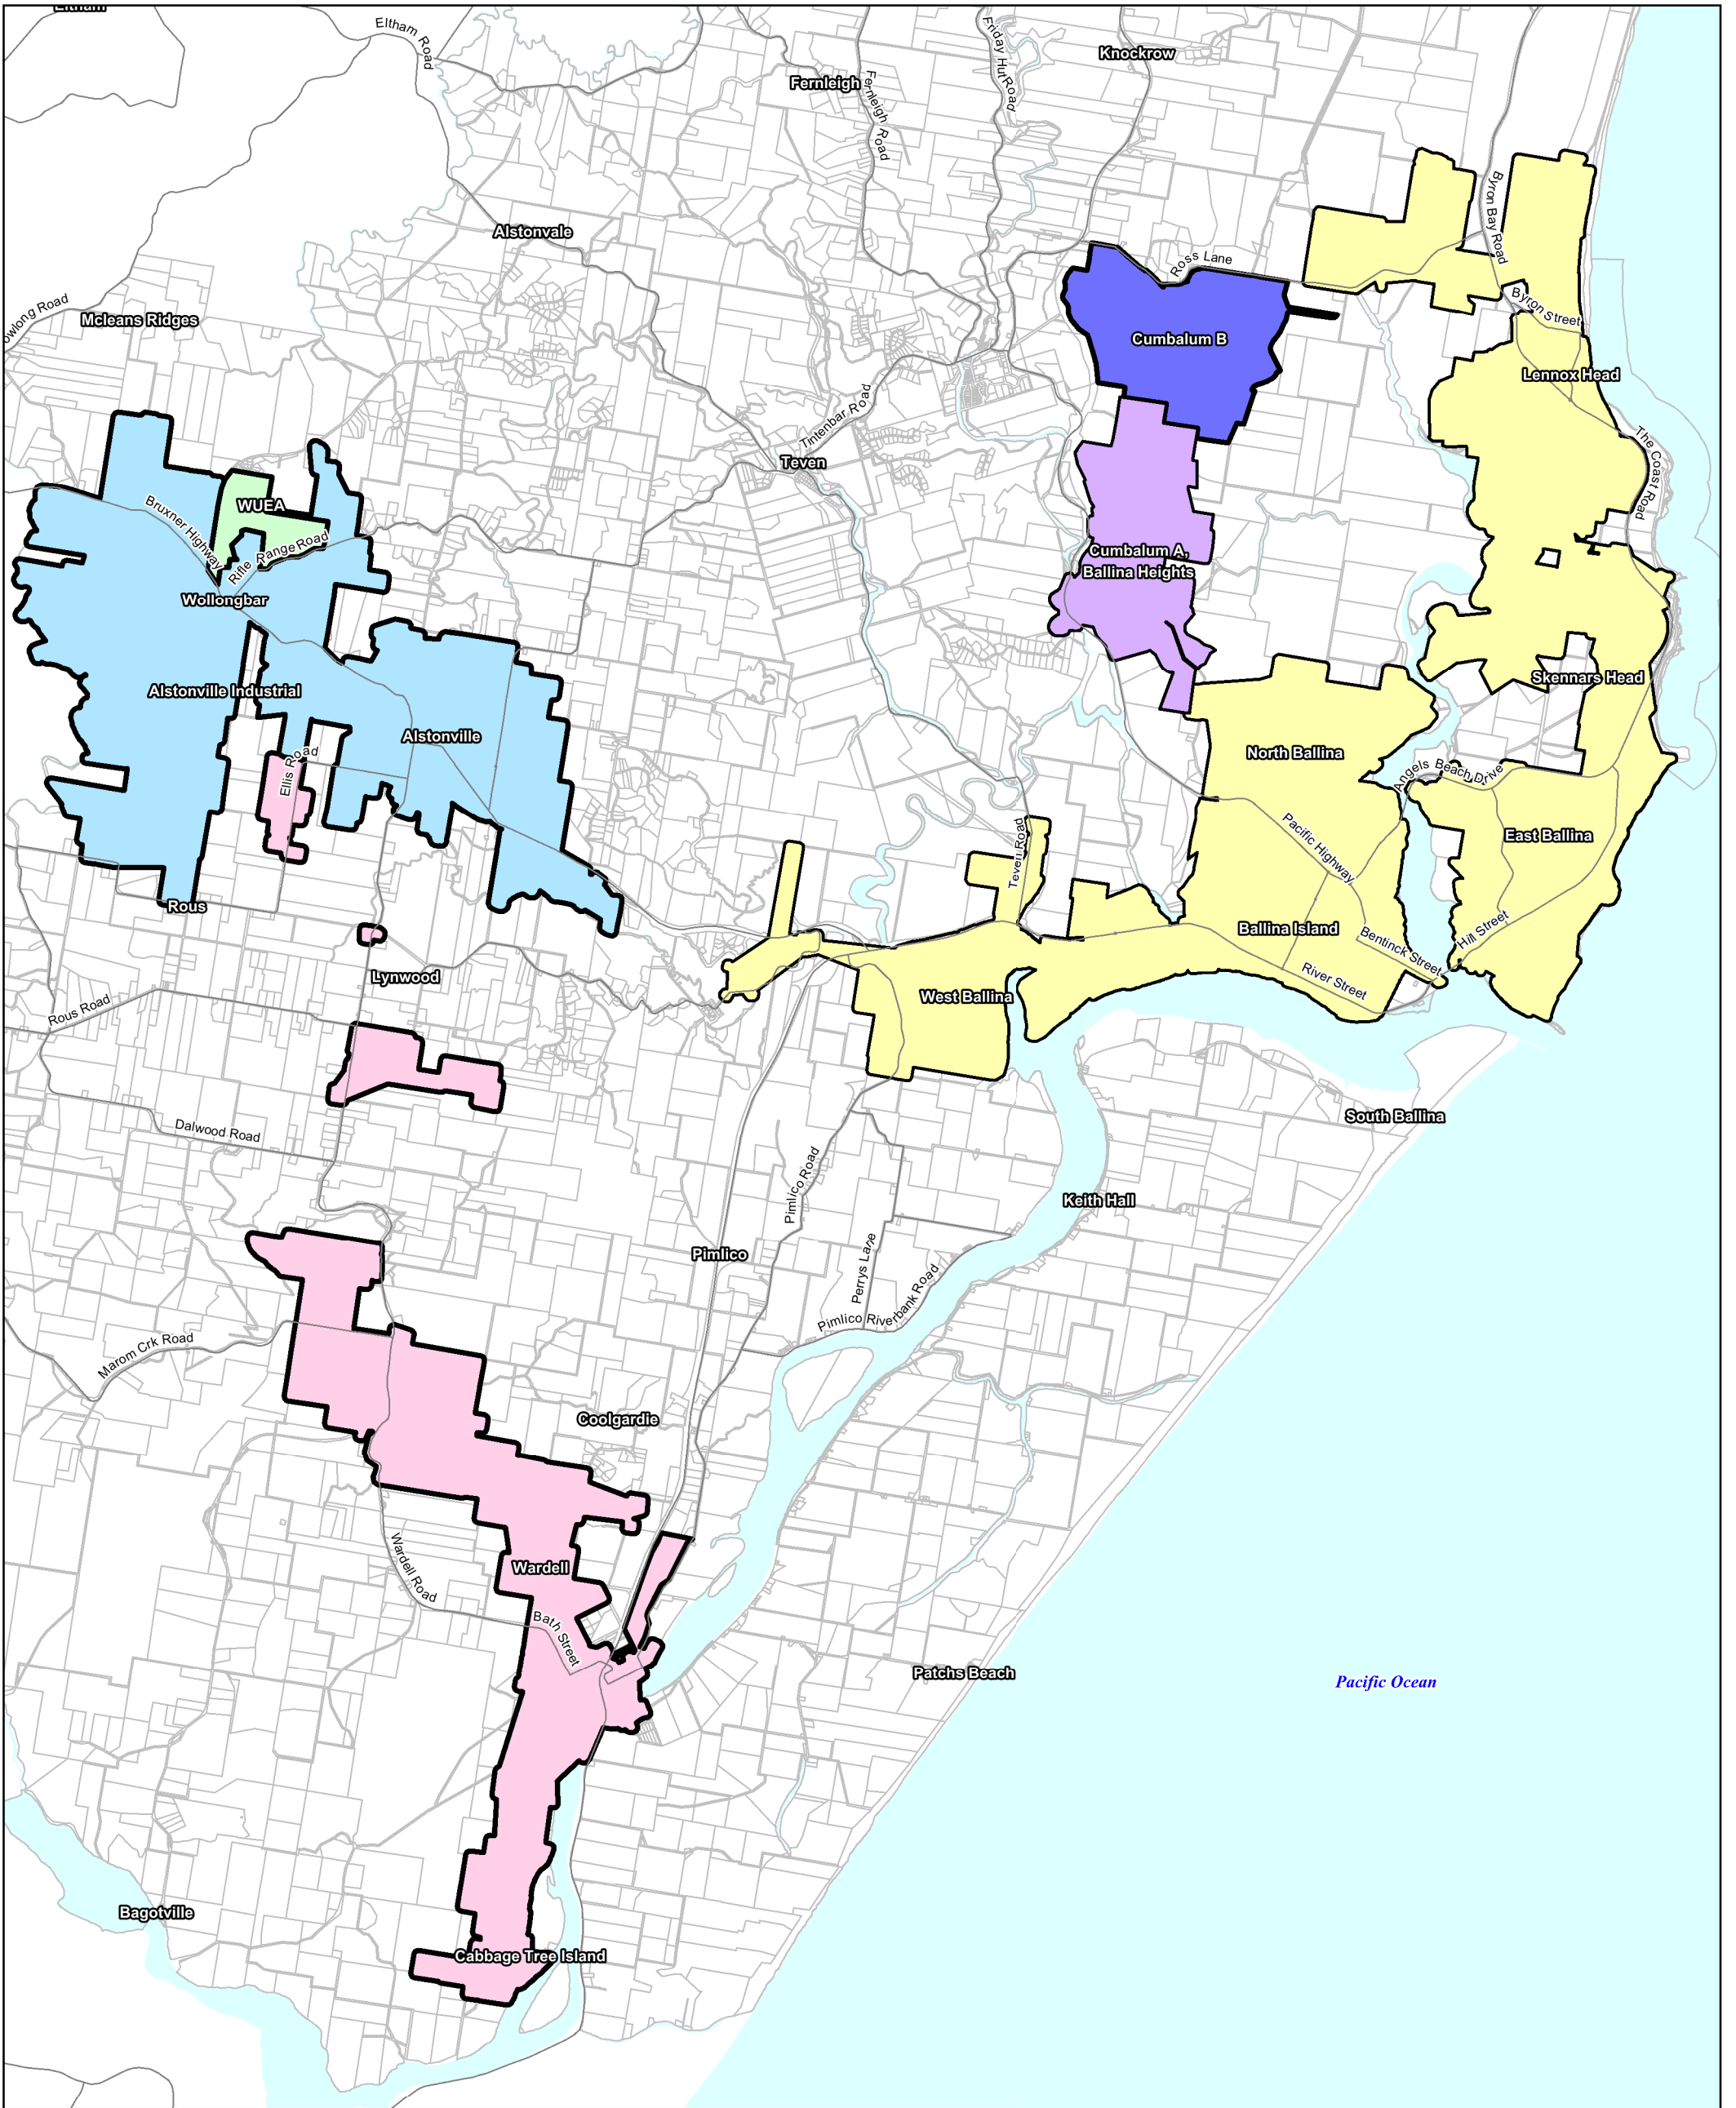 Eltham
Eltham Road
Friday Hut Road
Knockrow
Fernleigh
Fernleigh Road
Byron Bay Road
Alstonvale
Ross Lane
Byron Street
owlong Road
Mcleans Ridges
Cumbalum B
Lennox Head
Tintenbar Road
The Coast Road
Teven
WUEA
Bruxner Highway
Rifle Range Road
Cumbalum A,
Ballina Heights
Wollongbar
Skennars Head
Alstonville Industrial
Alstonville
North Ballina
Ellis Road
Angels Beach Drive
Pacific Highway
East Ballina
Teven Road
Rous
Ballina Island
Bentinck Street
Hill Street
Lynwood
River Street
West Ballina
Rous Road
South Ballina
Dalwood Road
Pimlico Road
Keith Hall
Pimlico
Perrys Lane
Pimlico Riverbank Road
Marom Crk Road
Coolgardie
Wardell Road
Wardell
Bath Street
Patchs Beach
Pacific Ocean
Bagotville
Cabbage Tree Island